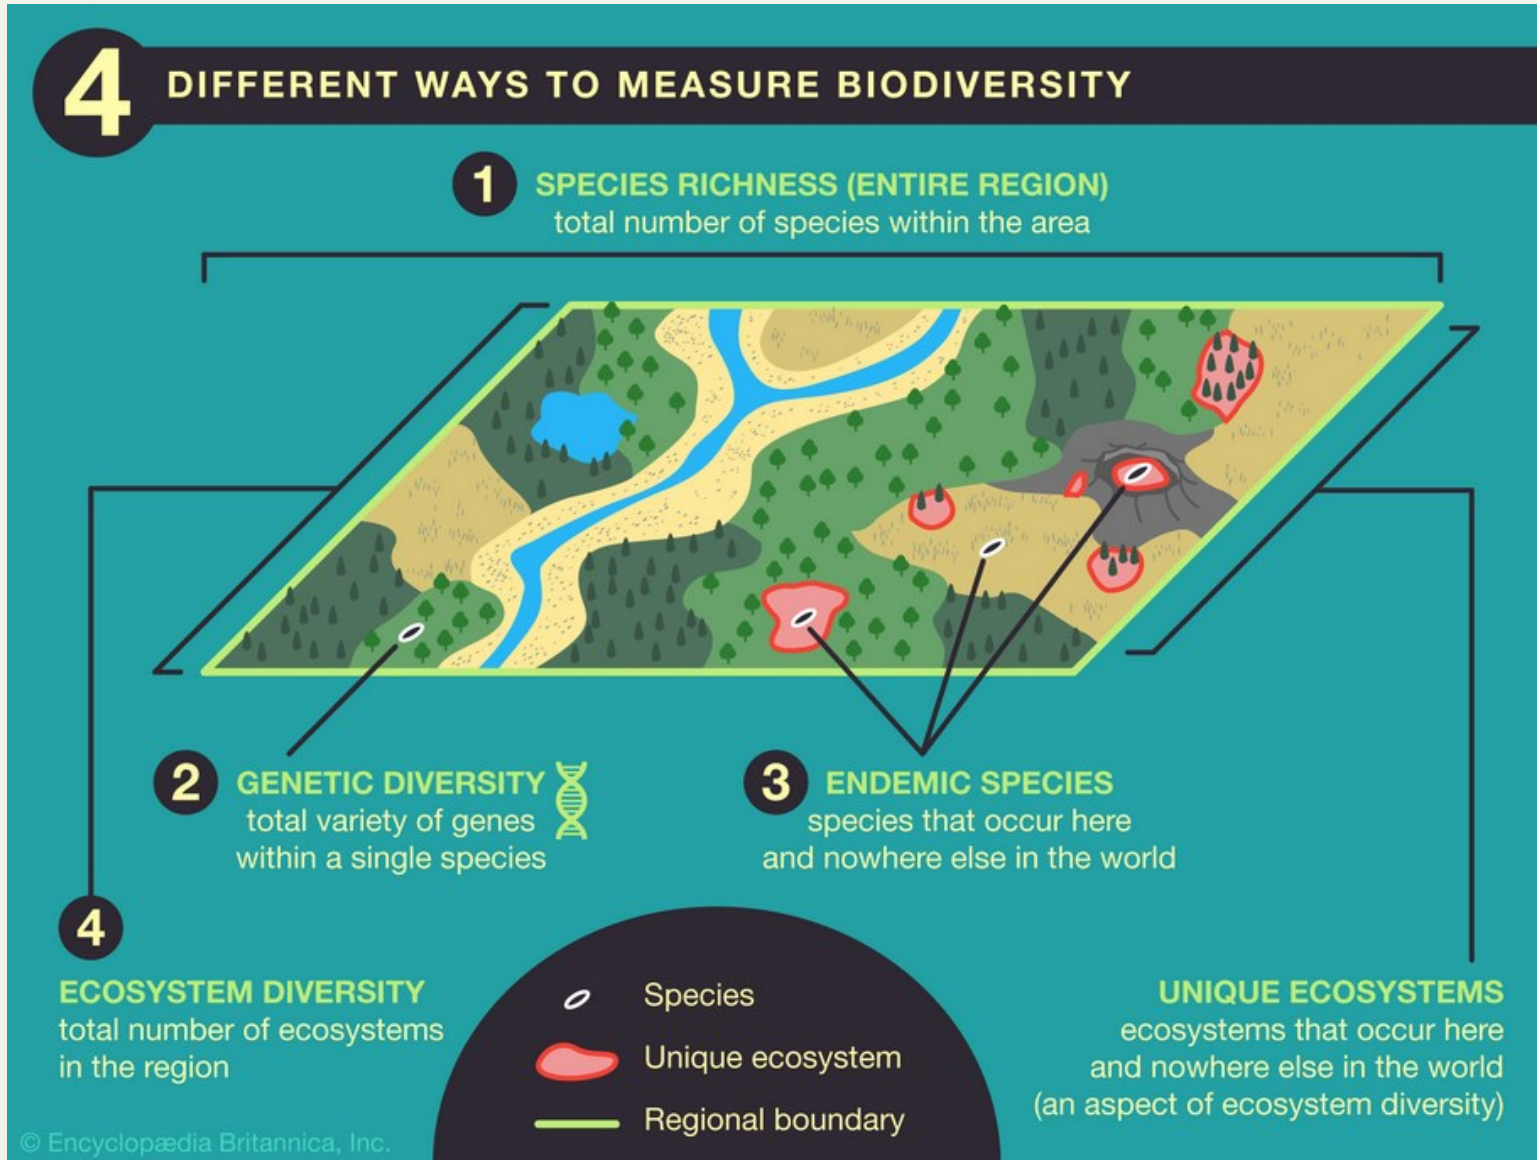 4 DIFFERENT WAYS TO MEASURE BIODIVERSITY
1 SPECIES RICHNESS (ENTIRE REGION)
total number of species within the area
2 GENETIC DIVERSITY
total variety of genes
within a single species
3 ENDEMIC SPECIES
species that occur here
and nowhere else in the world
4
ECOSYSTEM DIVERSITY
total number of ecosystems
in the region
Species
Unique ecosystem
Regional boundary
UNIQUE ECOSYSTEMS
ecosystems that occur here
and nowhere else in the world
(an aspect of ecosystem diversity)
© Encyclopædia Britannica, Inc.